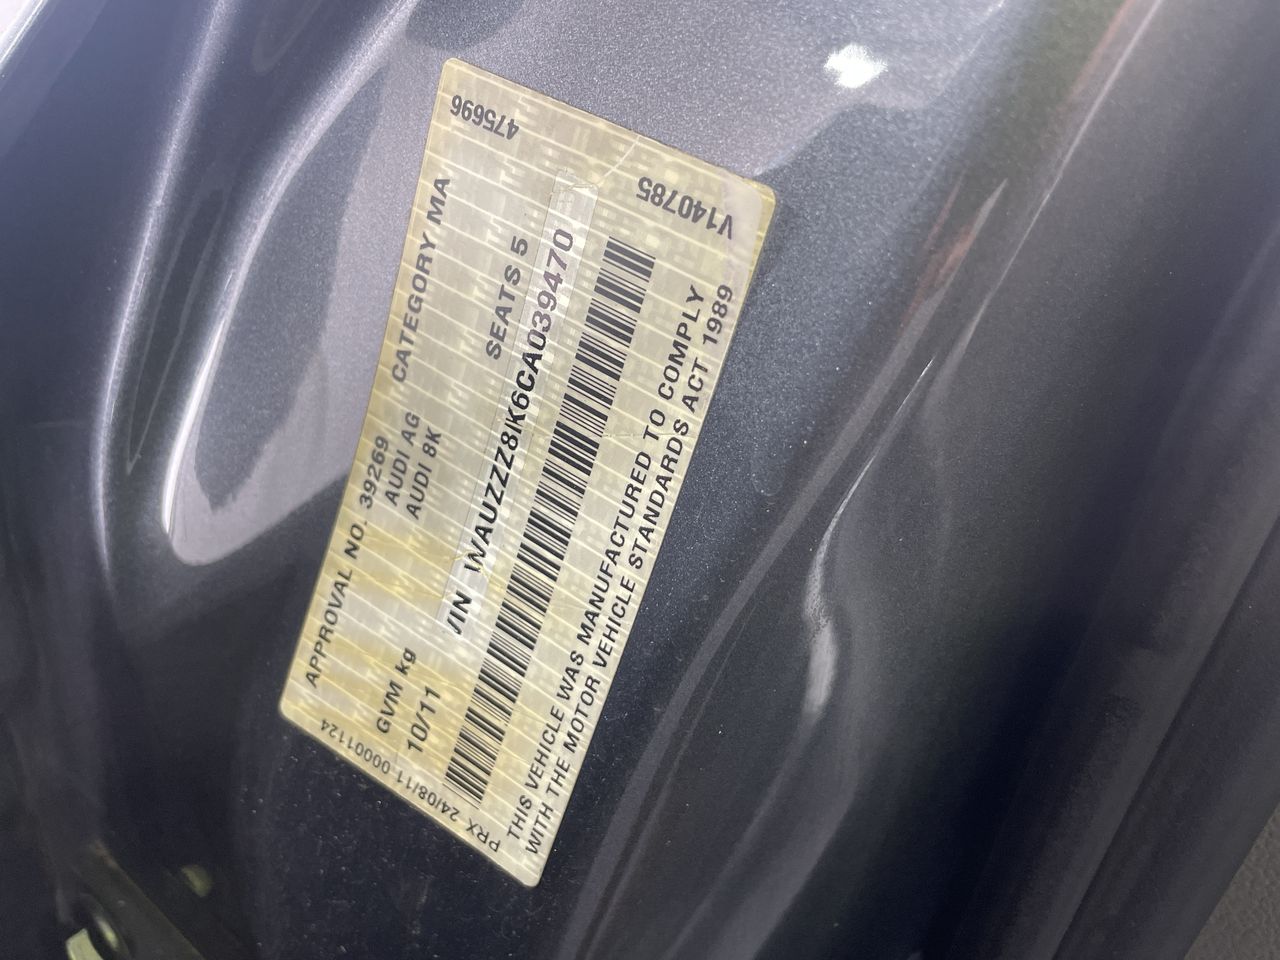 475696
V140785
APPROVAL NO. 39269 CATEGORY MA
AUDI AG
AUDI 8K SEATS 5
GVM kg
10/11
VIN WAUZZZ8K6CA039470
THIS VEHICLE WAS MANUFACTURED TO COMPLY
WITH THE MOTOR VEHICLE STANDARDS ACT 1989
PRX 24/08/11 00001124